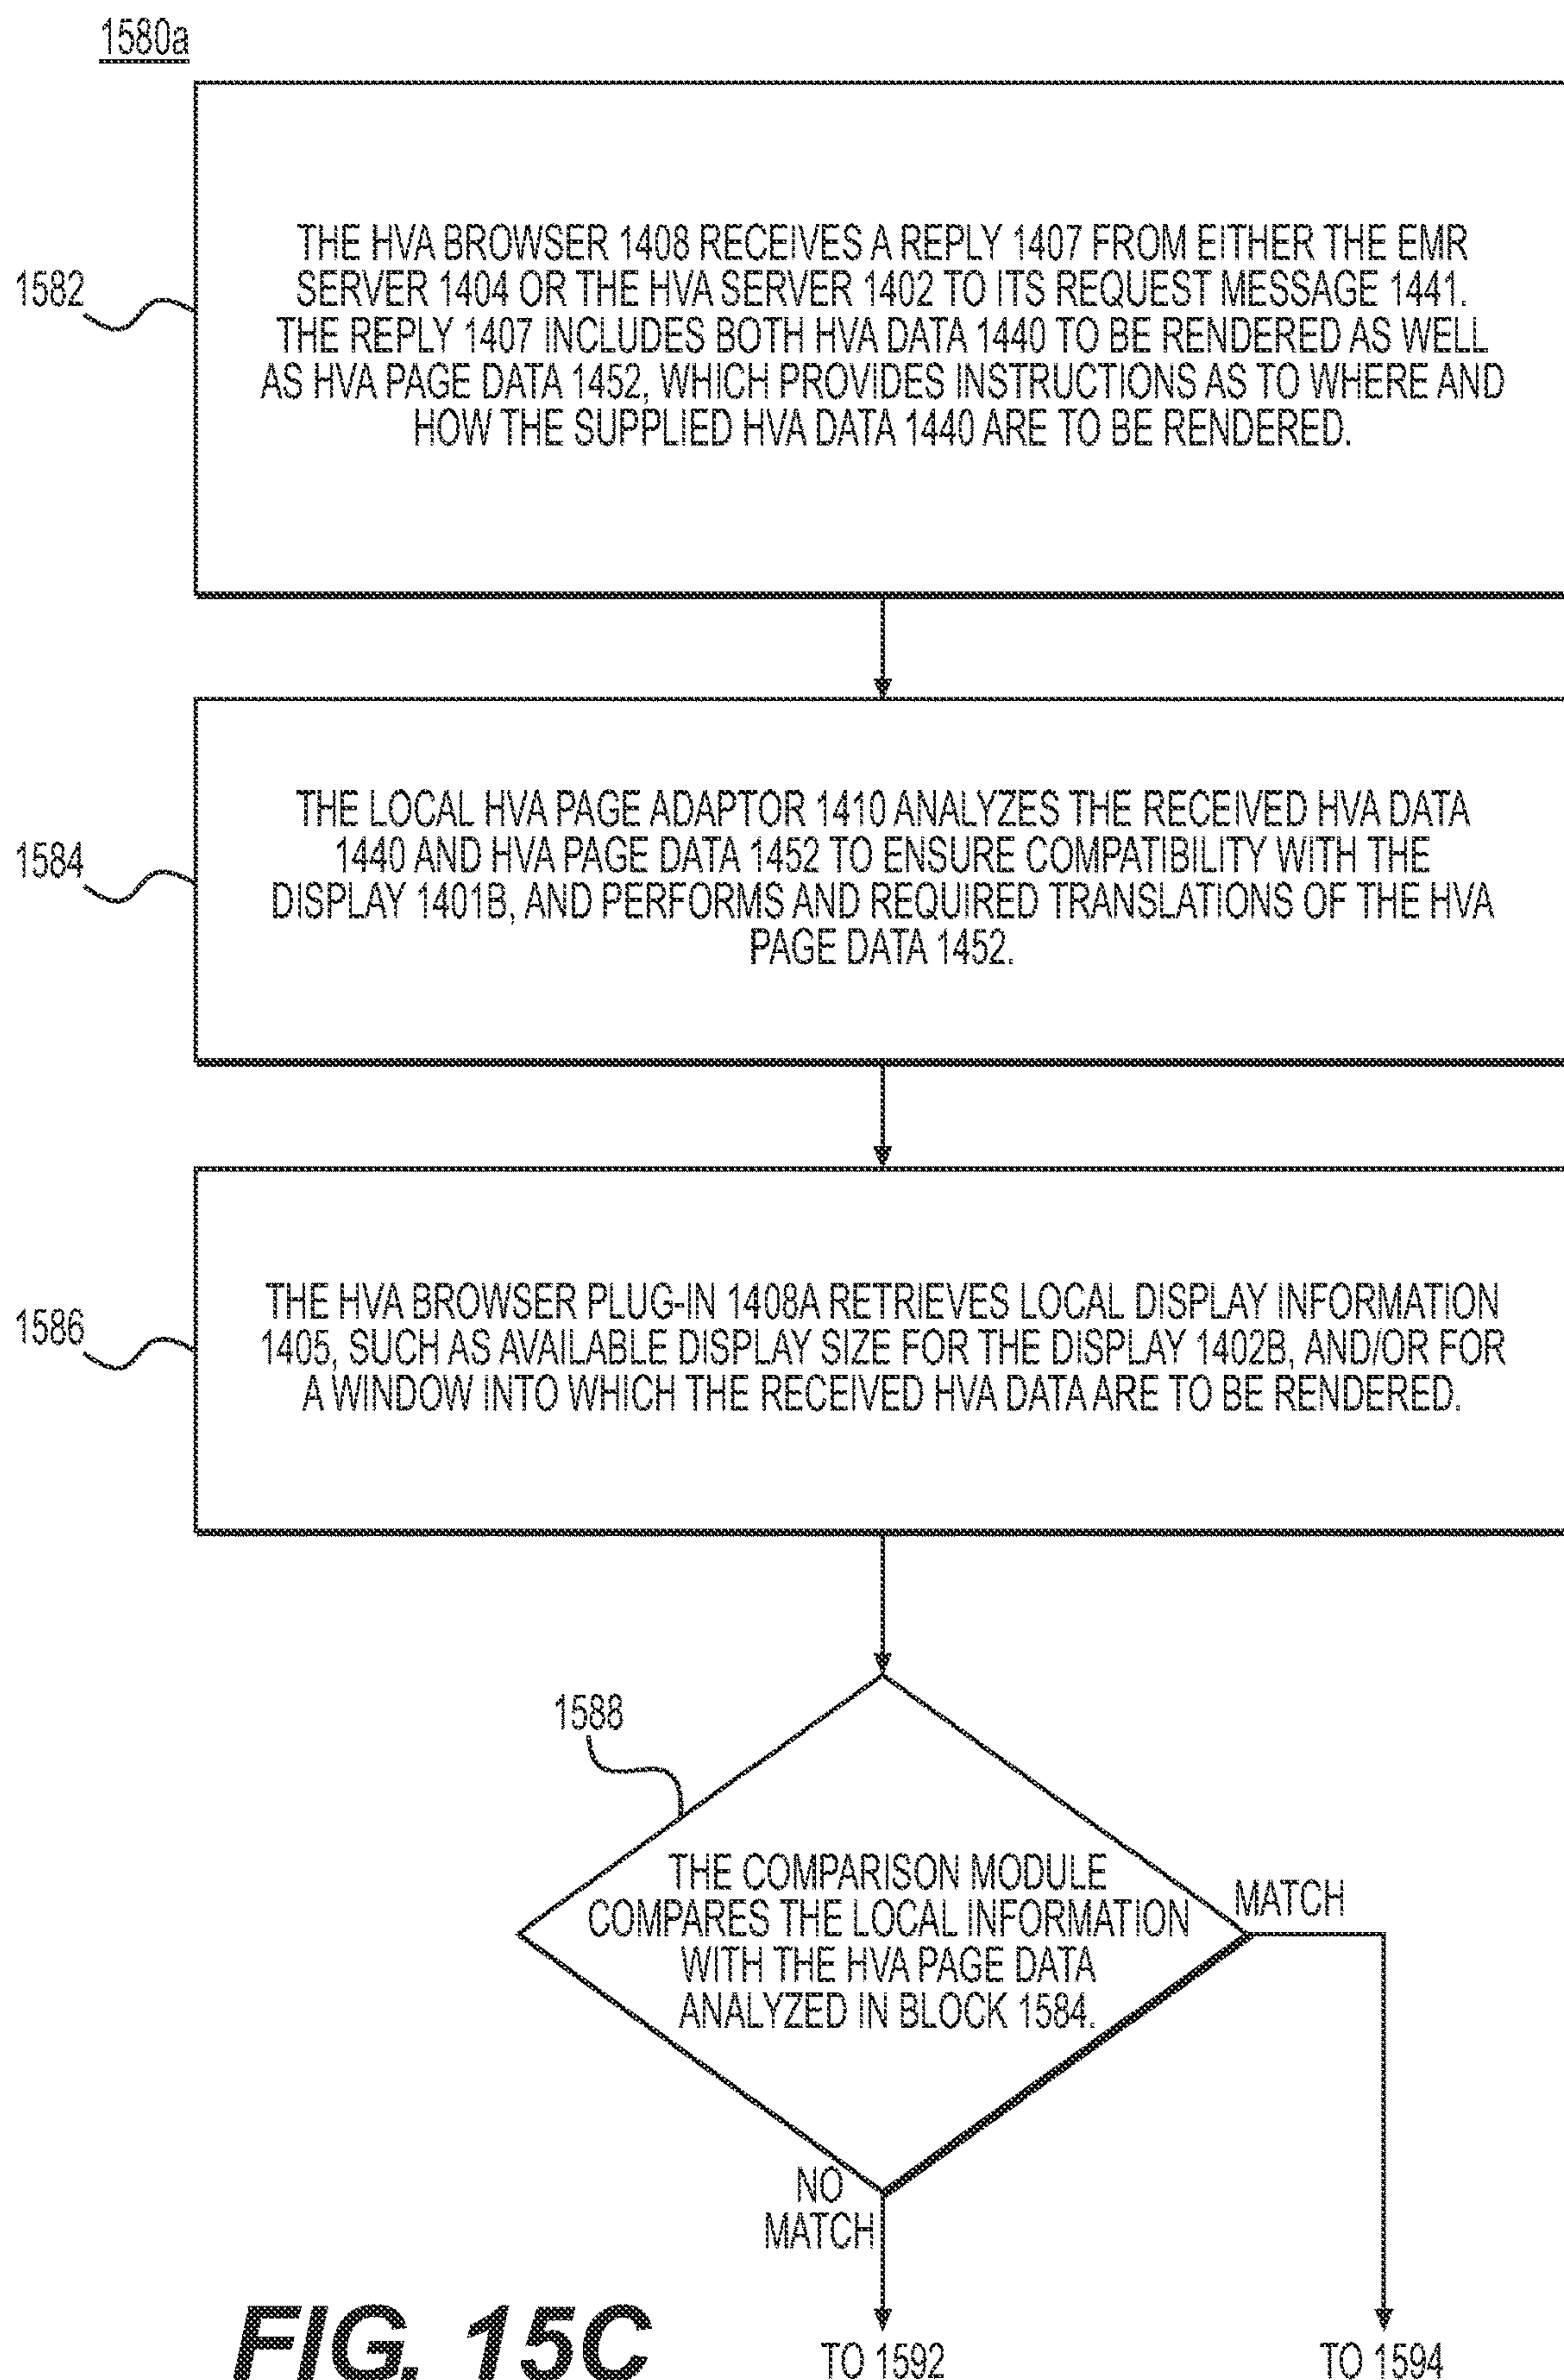 1580a
THE HVA BROWSER 1408 RECEIVES A REPLY 1407 FROM EITHER THE EMR
SERVER 1404 OR THE HVA SERVER 1402 TO ITS REQUEST MESSAGE 1441.
THE REPLY 1407 INCLUDES BOTH HVA DATA 1440 TO BE RENDERED AS WELL
AS HVA PAGE DATA 1452, WHICH PROVIDES INSTRUCTIONS AS TO WHERE AND
HOW THE SUPPLIED HVA DATA 1440 ARE TO BE RENDERED.
1582
THE LOCAL HVA PAGE ADAPTOR 1410 ANALYZES THE RECEIVED HVA DATA
1440 AND HVA PAGE DATA 1452 TO ENSURE COMPATIBILITY WITH THE
DISPLAY 1401B, AND PERFORMS AND REQUIRED TRANSLATIONS OF THE HVA
PAGE DATA 1452.
1584
THE HVA BROWSER PLUG-IN 1408A RETRIEVES LOCAL DISPLAY INFORMATION
1405, SUCH AS AVAILABLE DISPLAY SIZE FOR THE DISPLAY 1402B, AND/OR FOR
A WINDOW INTO WHICH THE RECEIVED HVA DATA ARE TO BE RENDERED.
1586
1588
THE COMPARISON MODULE
COMPARES THE LOCAL INFORMATION
WITH THE HVA PAGE DATA
ANALYZED IN BLOCK 1584.
MATCH
NO
MATCH
TO 1592
TO 1594
FIG. 15C